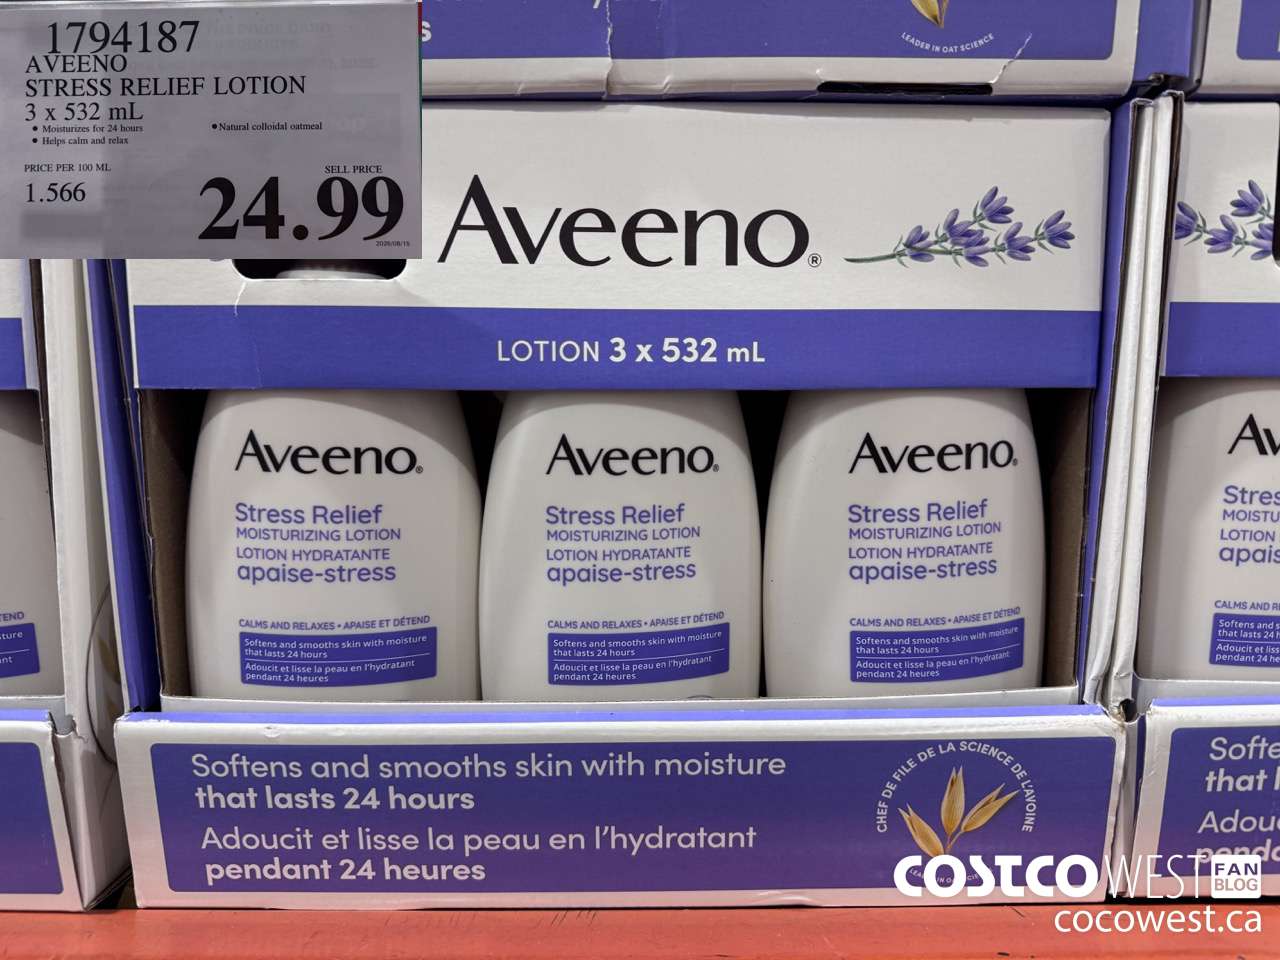 1794187
AVEENO
STRESS RELIEF LOTION
3 x 532 mL
• Moisturizes for 24 hours
• Natural colloidal oatmeal
• Helps calm and relax
PRICE PER 100 ML
1.566
SELL PRICE
24.99
s
LEADER IN OAT SCIENCE
Aveeno®
LOTION 3 x 532 mL
Aveeno®
Stress Relief
MOISTURIZING LOTION
LOTION HYDRATANTE
apaise-stress
CALMS AND RELAXES • APAISE ET DÉTEND
Softens and smooths skin with moisture
that lasts 24 hours
Adoucit et lisse la peau en l'hydratant
pendant 24 heures
Aveeno®
Stress Relief
MOISTURIZING LOTION
LOTION HYDRATANTE
apaise-stress
CALMS AND RELAXES • APAISE ET DÉTEND
Softens and smooths skin with moisture
that lasts 24 hours
Adoucit et lisse la peau en l'hydratant
pendant 24 heures
Aveeno®
Stress Relief
MOISTURIZING LOTION
LOTION HYDRATANTE
apaise-stress
CALMS AND RELAXES • APAISE ET DÉTEND
Softens and smooths skin with moisture
that lasts 24 hours
Adoucit et lisse la peau en l'hydratant
pendant 24 heures
Softens and smooths skin with moisture
that lasts 24 hours
Adoucit et lisse la peau en l'hydratant
pendant 24 heures
CHEF DE FILE DE LA SCIENCE DE L'AVOINE
COSTCO WEST FAN BLOG
cocowest.ca